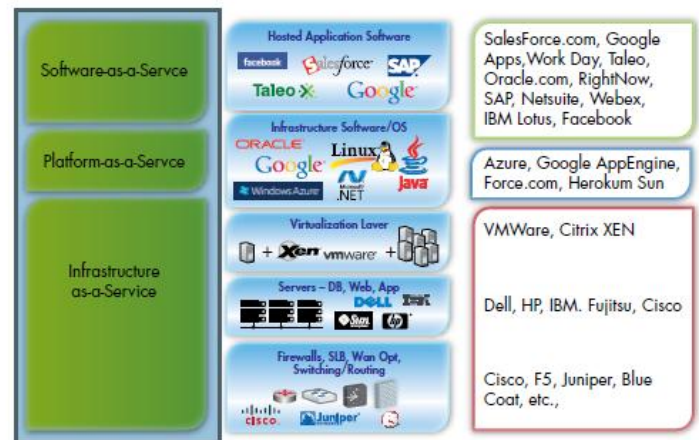 Software-as-a-Servce
Platform-as-a-Servce
Infrastructure
as-a-Service
Hosted Application Software
facebook
Salesforce
SAP
Taleo
Google
Infrastructure Software/OS
ORACLE
Linux
Google
Windows Azure
Microsoft
.NET
Java
Virtualization Layer
+ Xen vmware +
Servers – DB, Web, App
DELL IBM
Sun hp
Firewalls, SLB, Wan Opt,
Switching/Routing
cisco.
Juniper
SalesForce.com, Google
Apps,Work Day, Taleo,
Oracle.com, RightNow,
SAP, Netsuite, Webex,
IBM Lotus, Facebook
Azure, Google AppEngine,
Force.com, Herokum Sun
VMWare, Citrix XEN
Dell, HP, IBM. Fujitsu, Cisco
Cisco, F5, Juniper, Blue
Coat, etc.,